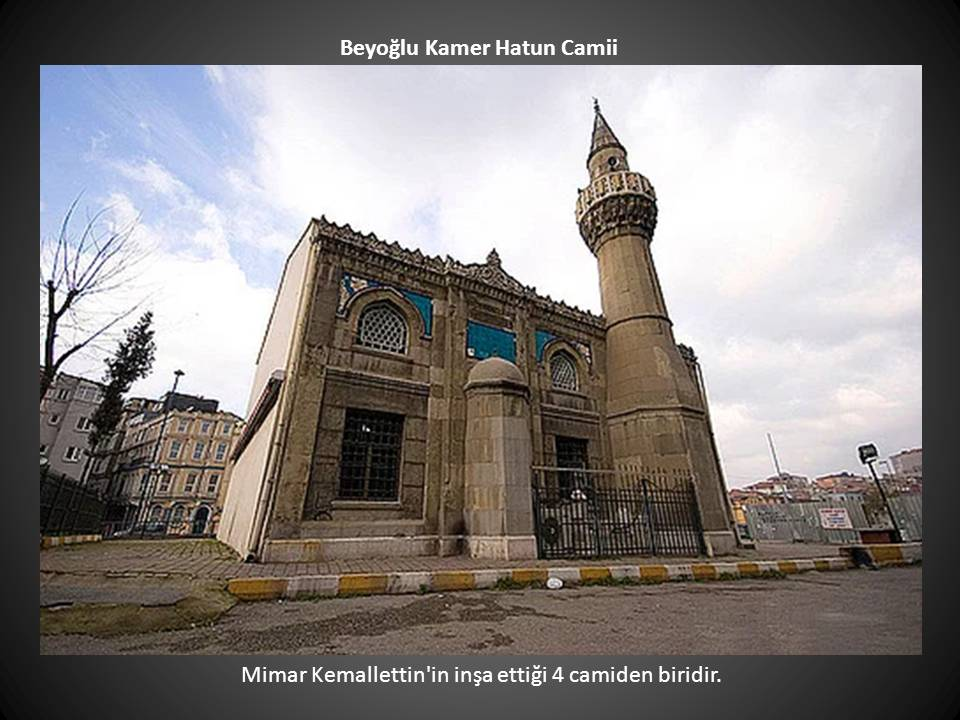 Beyoğlu Kamer Hatun Camii
Mimar Kemallettin'in inşa ettiği 4 camiden biridir.